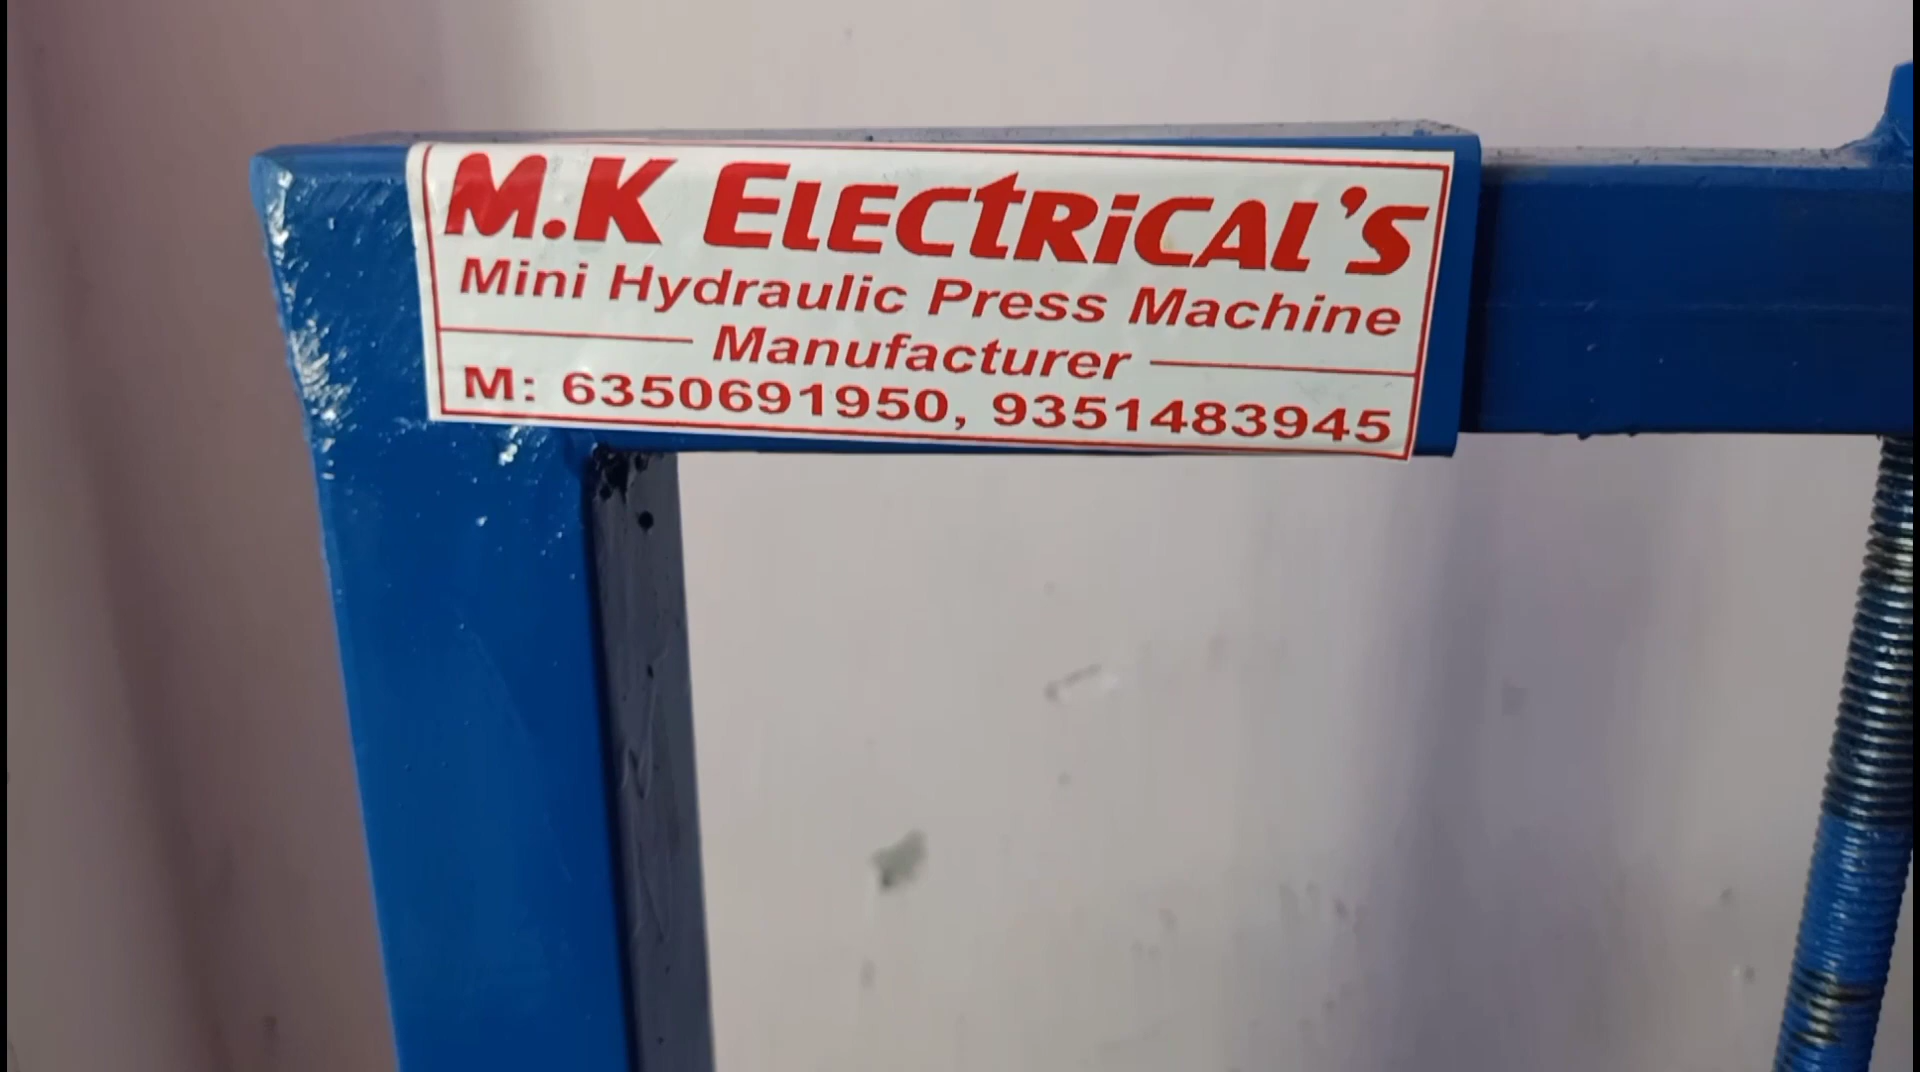 M.K ELECTRiCAL'S
Mini Hydraulic Press Machine
Manufacturer
M: 6350691950, 9351483945